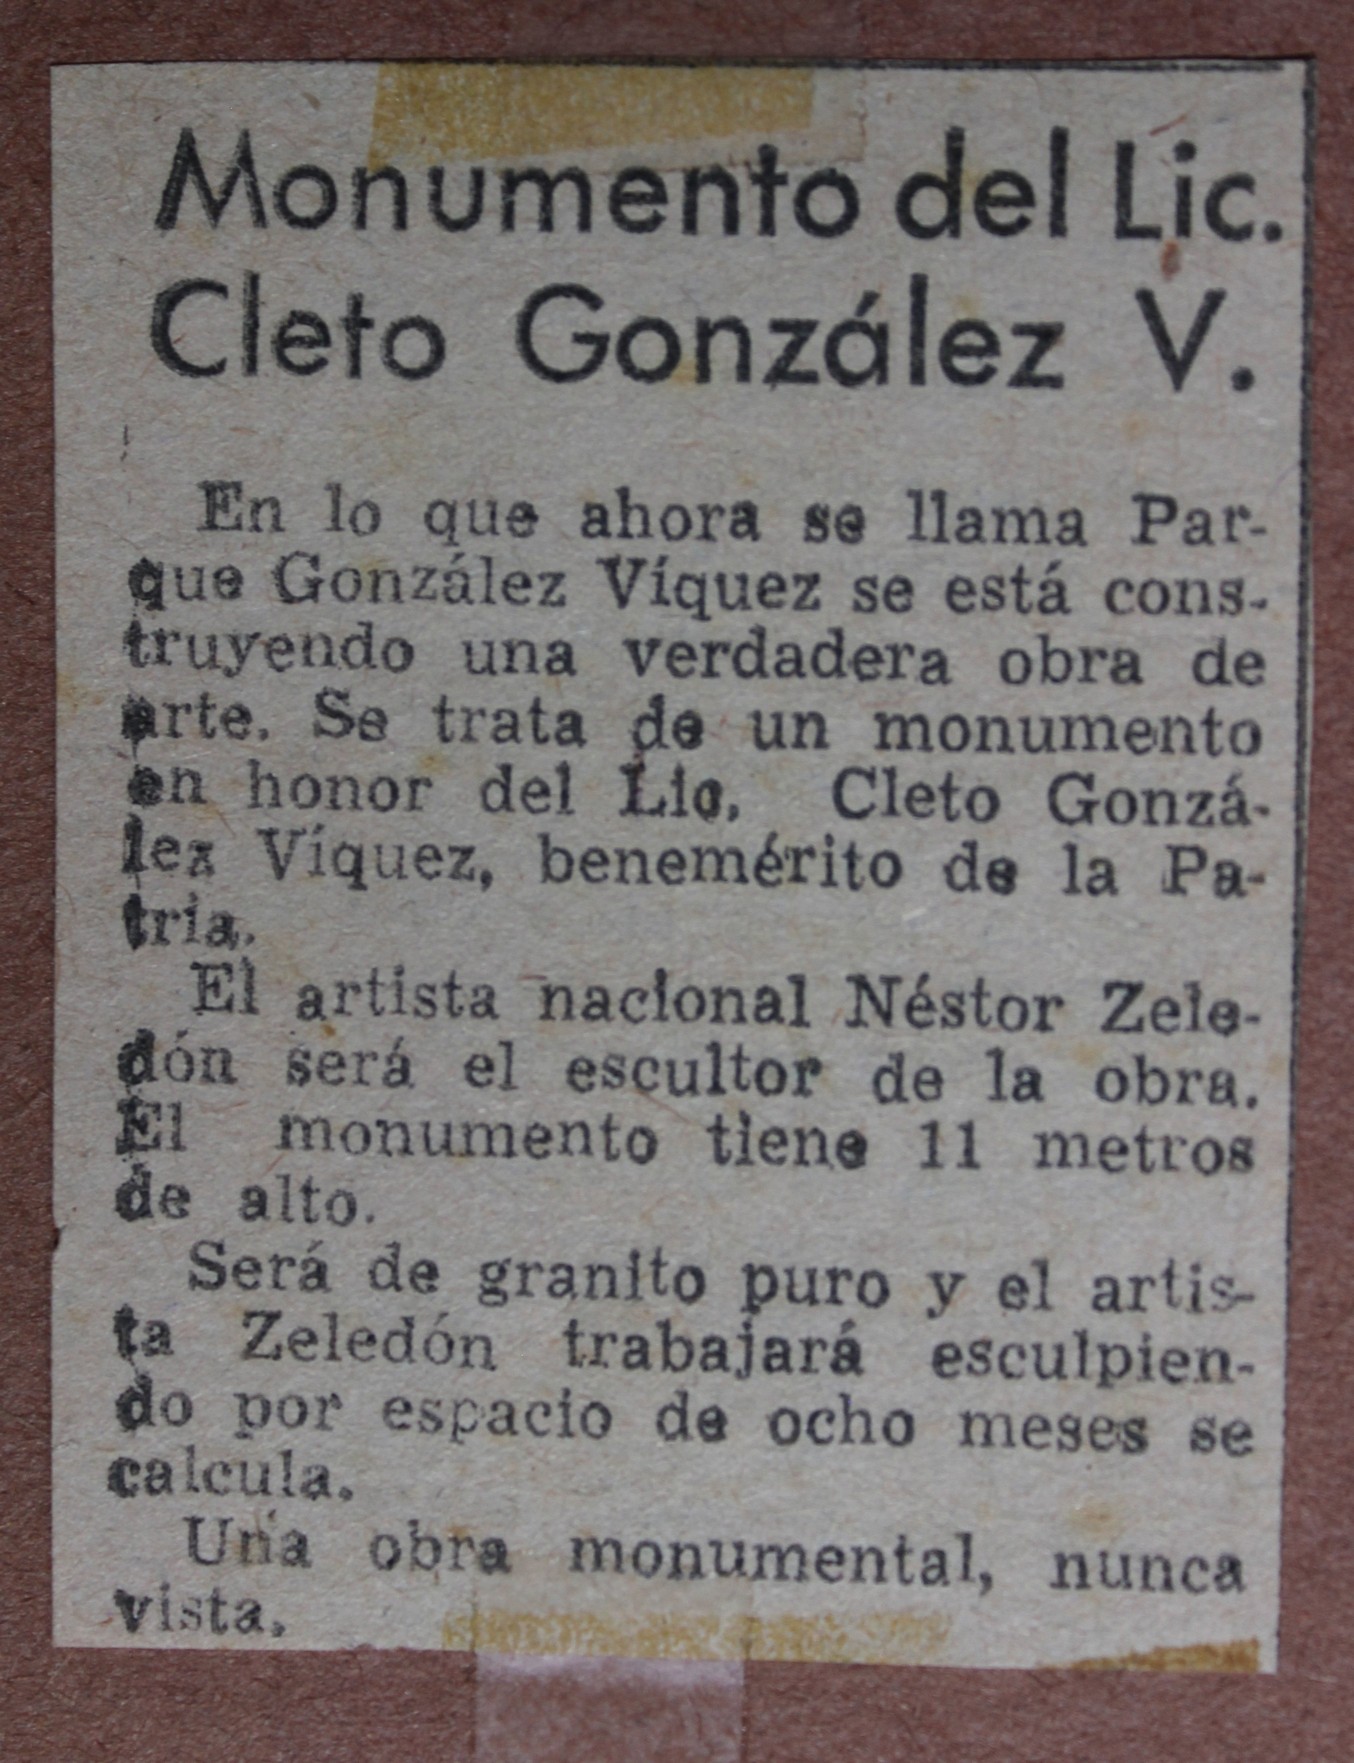 Monumento del Lic.
Cleto González V.
En lo que ahora se llama Par-
que González Víquez se está cons-
truyendo una verdadera obra de
arte. Se trata de un monumento
en honor del Lic. Cleto Gonzá-
lez Víquez, benemérito de la Pa-
tria.
El artista nacional Néstor Zele-
dón será el escultor de la obra.
El monumento tiene 11 metros
de alto.
Será de granito puro y el artis-
ta Zeledón trabajará esculpien-
do por espacio de ocho meses se
calcula.
Una obra monumental, nunca
vista.